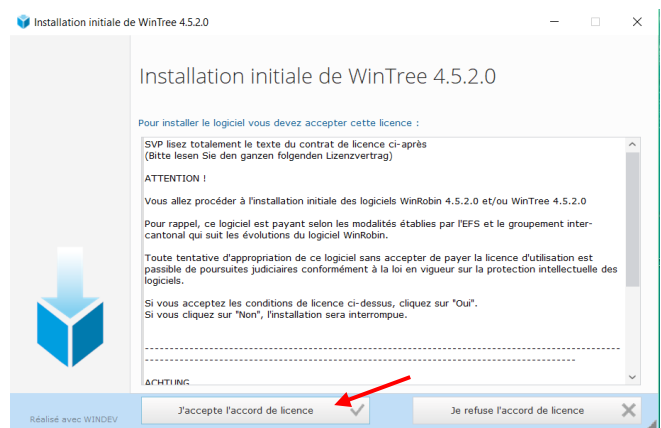 Installation initiale de WinTree 4.5.2.0
Installation initiale de WinTree 4.5.2.0
Pour installer le logiciel vous devez accepter cette licence :
SVP lisez totalement le texte du contrat de licence ci-après
(Bitte lesen Sie den ganzen folgenden Lizenzvertrag)
ATTENTION !
Vous allez procéder à l'installation initiale des logiciels WinRobin 4.5.2.0 et/ou WinTree 4.5.2.0
Pour rappel, ce logiciel est payant selon les modalités établies par l'EFS et le groupement inter-
cantonal qui suit les évolutions du logiciel WinRobin.
Toute tentative d'appropriation de ce logiciel sans accepter de payer la licence d'utilisation est
passible de poursuites judiciaires conformément à la loi en vigueur sur la protection intellectuelle des
logiciels.
Si vous acceptez les conditions de licence ci-dessus, cliquez sur "Oui".
Si vous cliquez sur "Non", l'installation sera interrompue.
--------------------------------------------------------------------------------
------------------------------------------------------------------------
ACHTUNG
J'accepte l'accord de licence
Je refuse l'accord de licence
Réalisé avec WINDEV